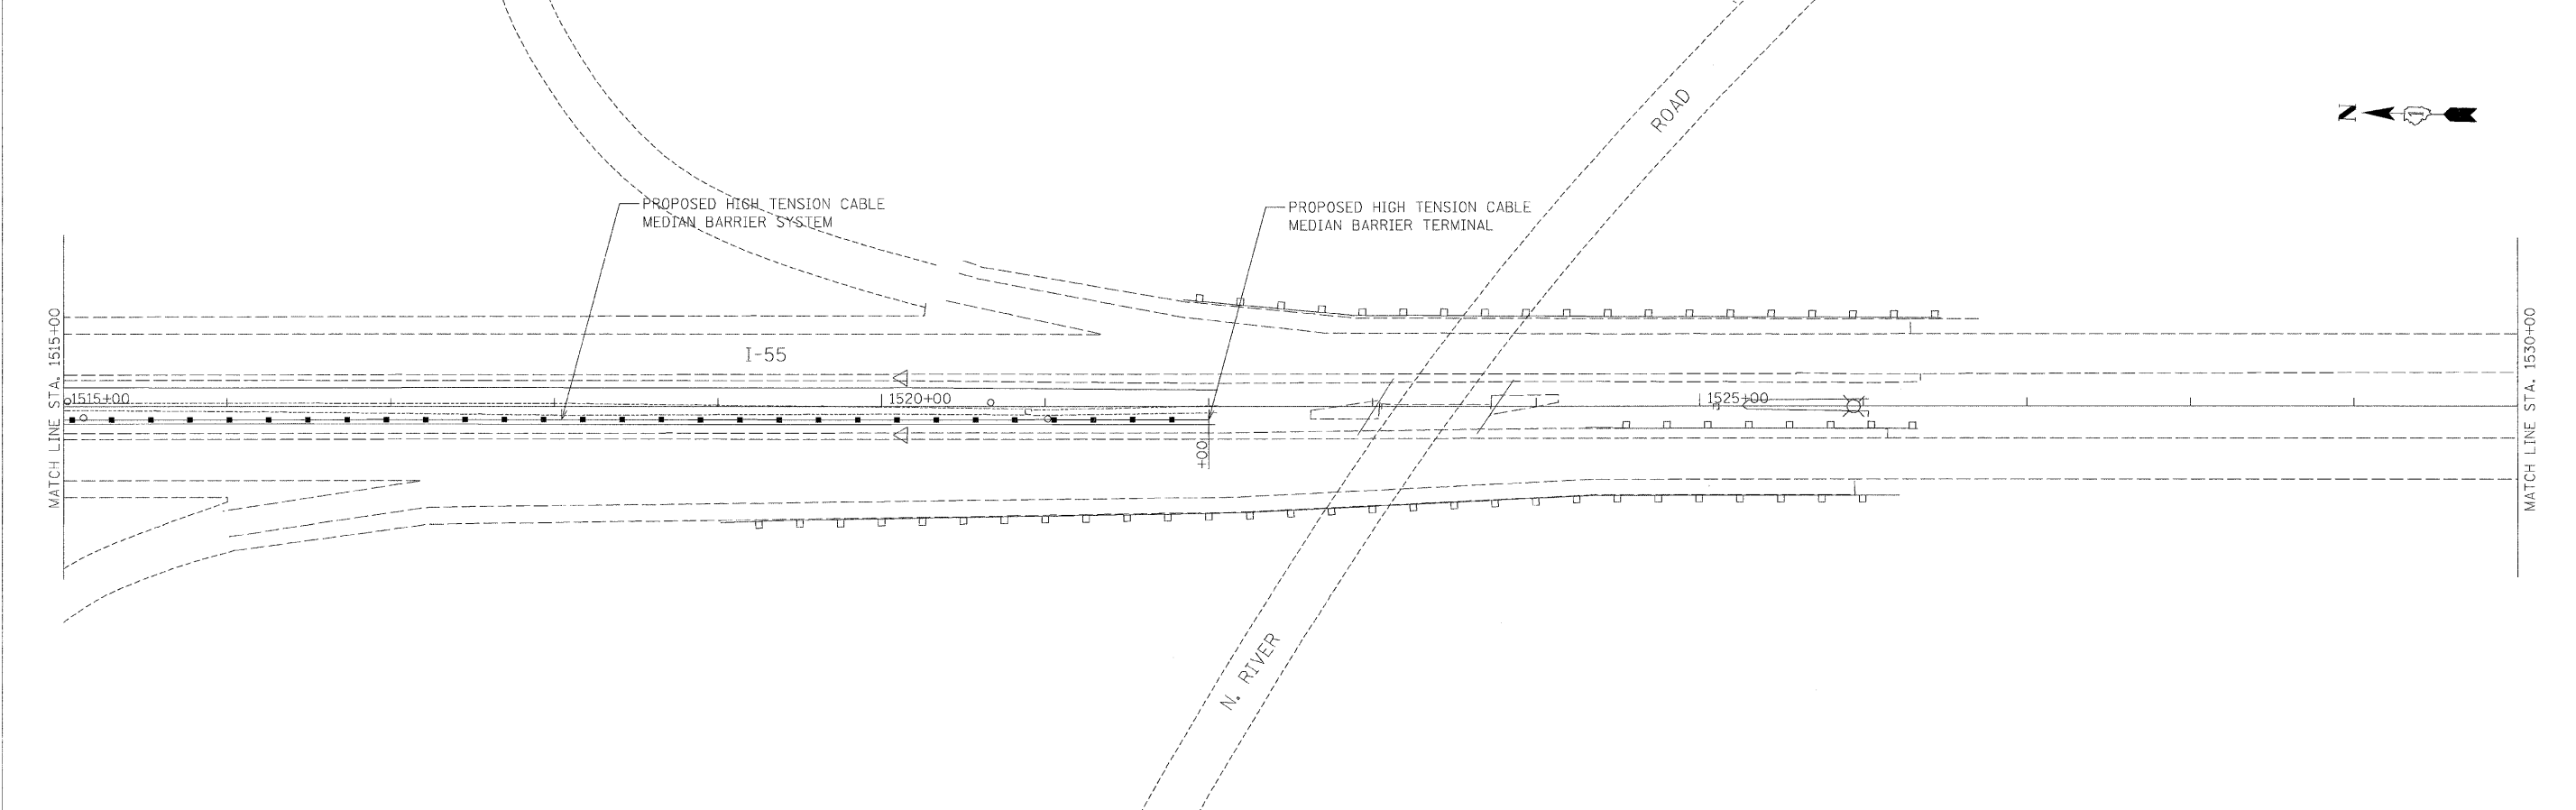 ROAD
N
PROPOSED HIGH TENSION CABLE
MEDIAN BARRIER SYSTEM
PROPOSED HIGH TENSION CABLE
MEDIAN BARRIER TERMINAL
MATCH LINE STA. 1515+00
I-55
1515+00
1520+00
1525+00
+00
MATCH LINE STA. 1530+00
N. RIVER